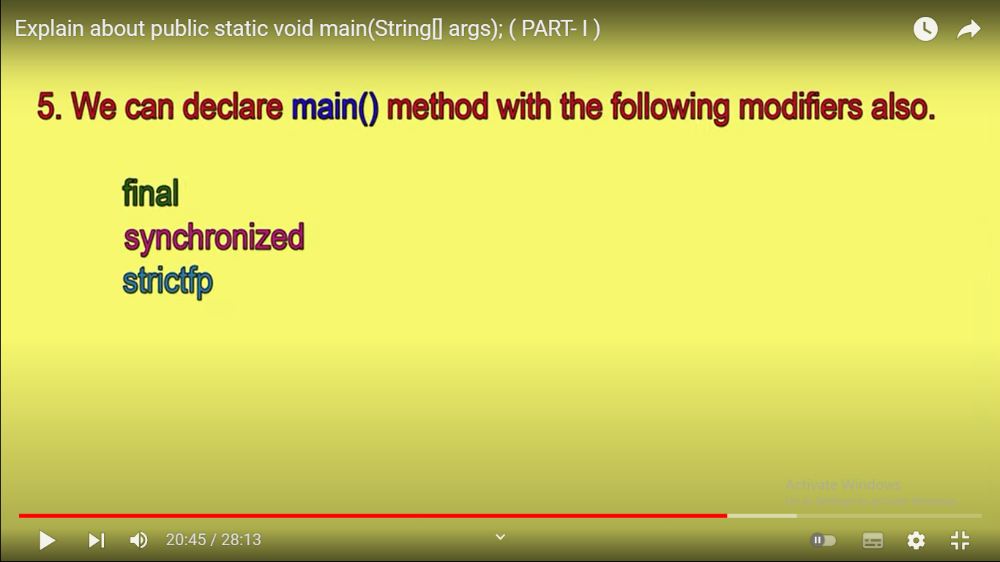 Explain about public static void main(String[] args); ( PART- I )
5. We can declare main() method with the following modifiers also.
final
synchronized
strictfp
Activate Windows
Go to Settings to activate Windows.
20:45 / 28:13